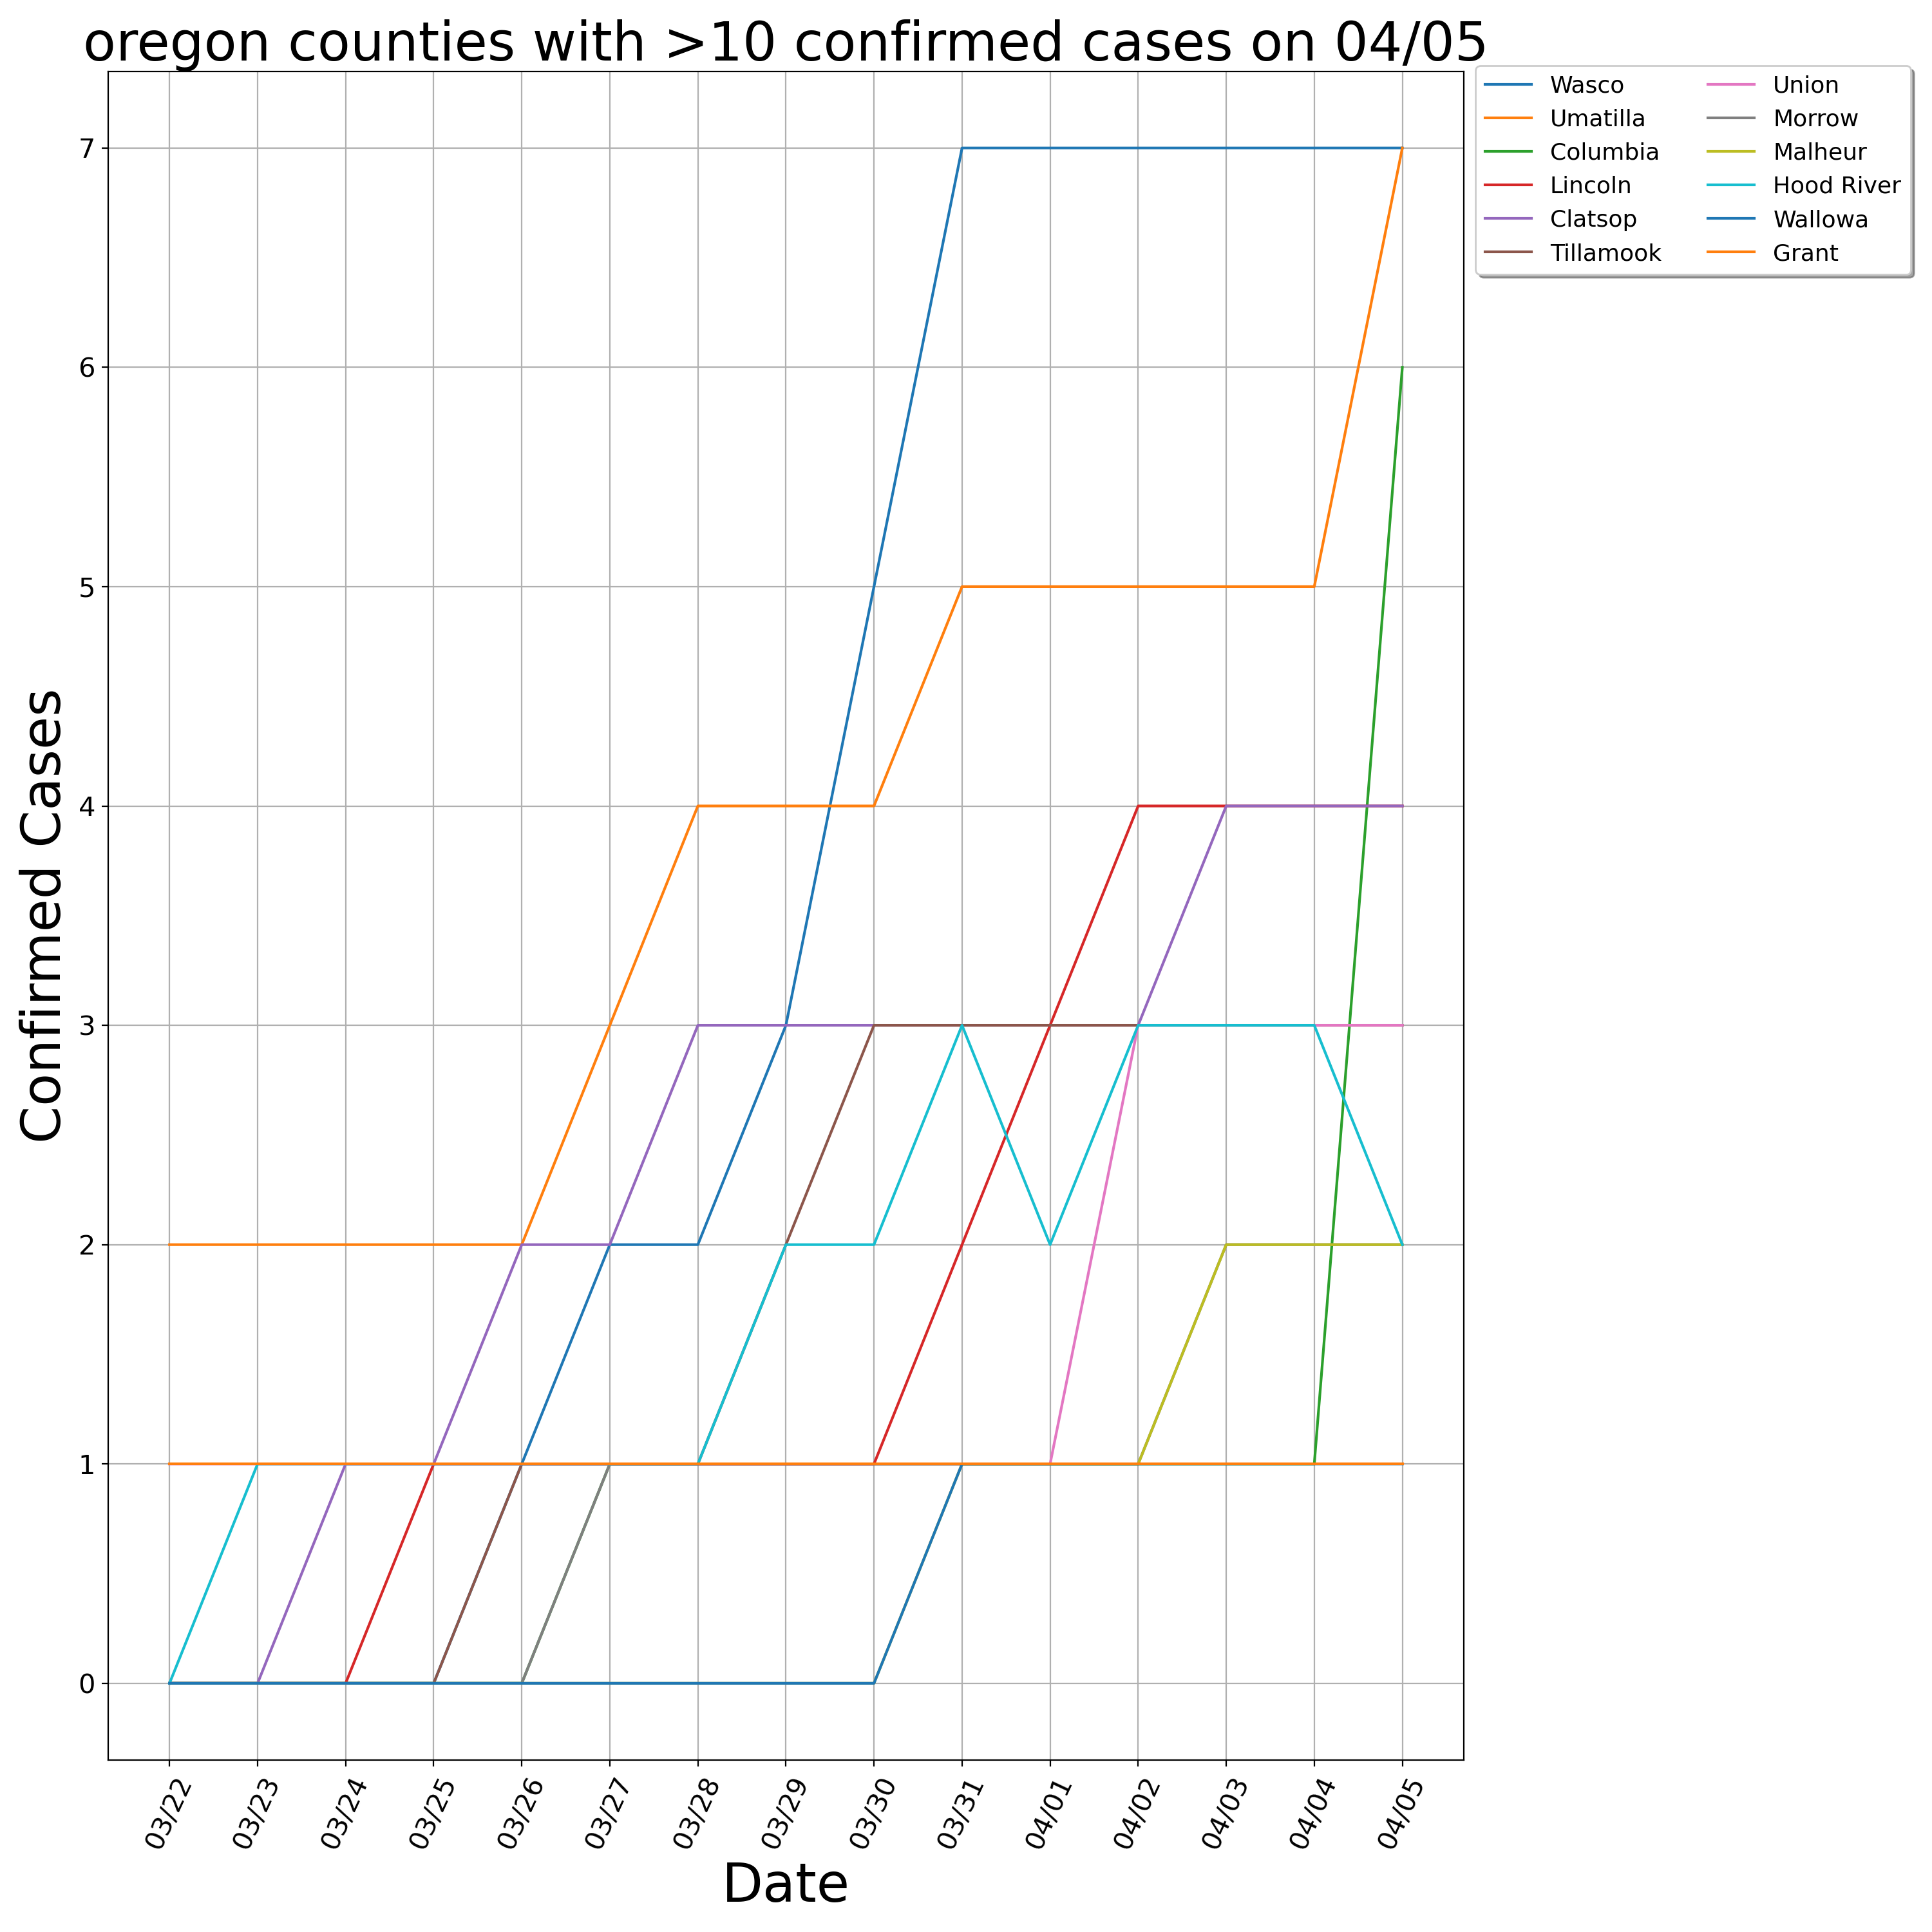 oregon counties with >10 confirmed cases on 04/05
Wasco
Umatilla
Columbia
Lincoln
Clatsop
Tillamook
Union
Morrow
Malheur
Hood River
Wallowa
Grant
Confirmed Cases
7
6
5
4
3
2
1
0
03/22
03/23
03/24
03/25
03/26
03/27
03/28
03/29
03/30
03/31
04/01
04/02
04/03
04/04
04/05
Date